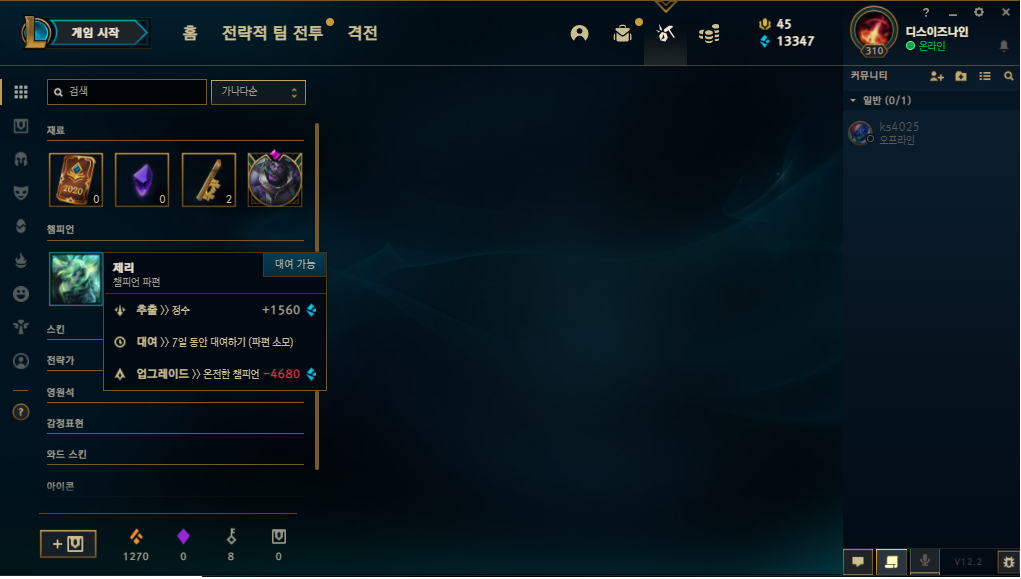 게임 시작
홈 전략적 팀 전투 격전
45
13347
?
310
디스이즈나인
온라인
커뮤니티
일반 (0/1)
ks4025
오프라인
검색
가나다순
재료
2020
0
0
2
챔피언
제리
챔피언 파편
대여 가능
추출 >> 정수 +1560
대여 >> 7일 동안 대여하기 (파편 소모)
업그레이드 >> 온전한 챔피언 -4680
스킨
전략가
영원석
감정표현
와드 스킨
아이콘
?
+
1270 0 8 0
V12.2